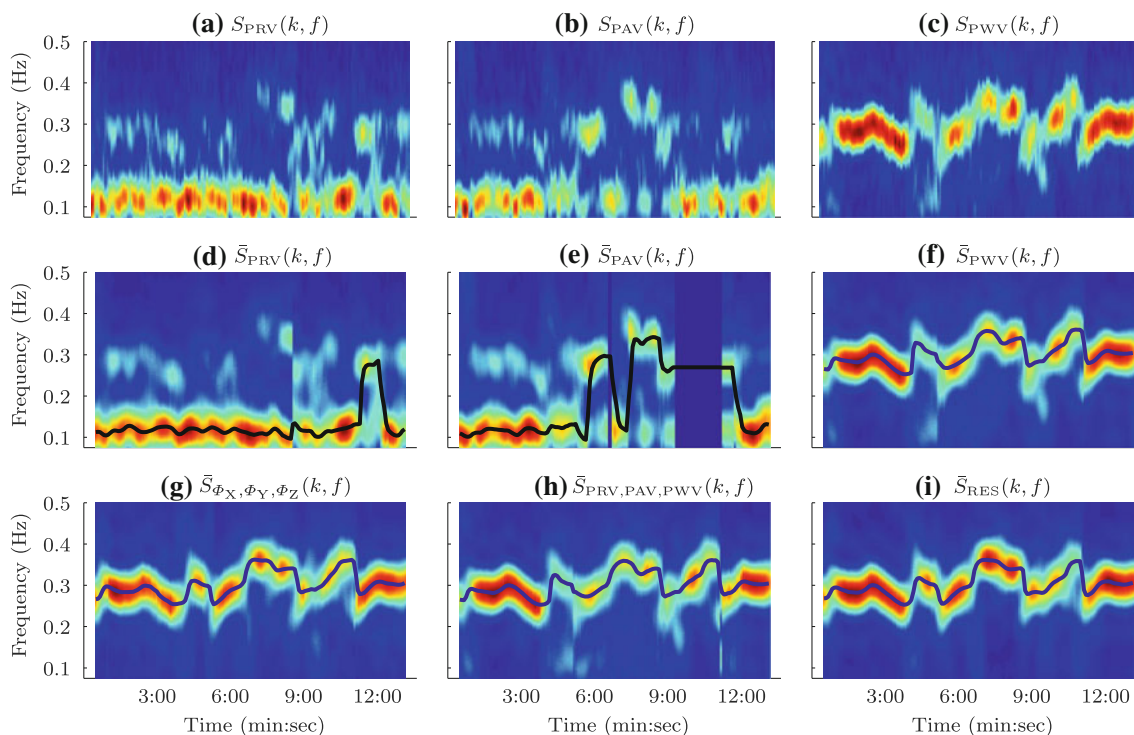 (a) S_PRV(k, f)
(b) S_PAV(k, f)
(c) S_PWV(k, f)
Frequency (Hz)
0.5
0.4
0.3
0.2
0.1
(d) S̄_PRV(k, f)
(e) S̄_PAV(k, f)
(f) S̄_PWV(k, f)
Frequency (Hz)
0.5
0.4
0.3
0.2
0.1
(g) S̄_Φ_X,Φ_Y,Φ_Z(k, f)
(h) S̄_PRV,PAV,PWV(k, f)
(i) S̄_RES(k, f)
Frequency (Hz)
0.5
0.4
0.3
0.2
0.1
3:00 6:00 9:00 12:00
3:00 6:00 9:00 12:00
3:00 6:00 9:00 12:00
Time (min:sec)
Time (min:sec)
Time (min:sec)